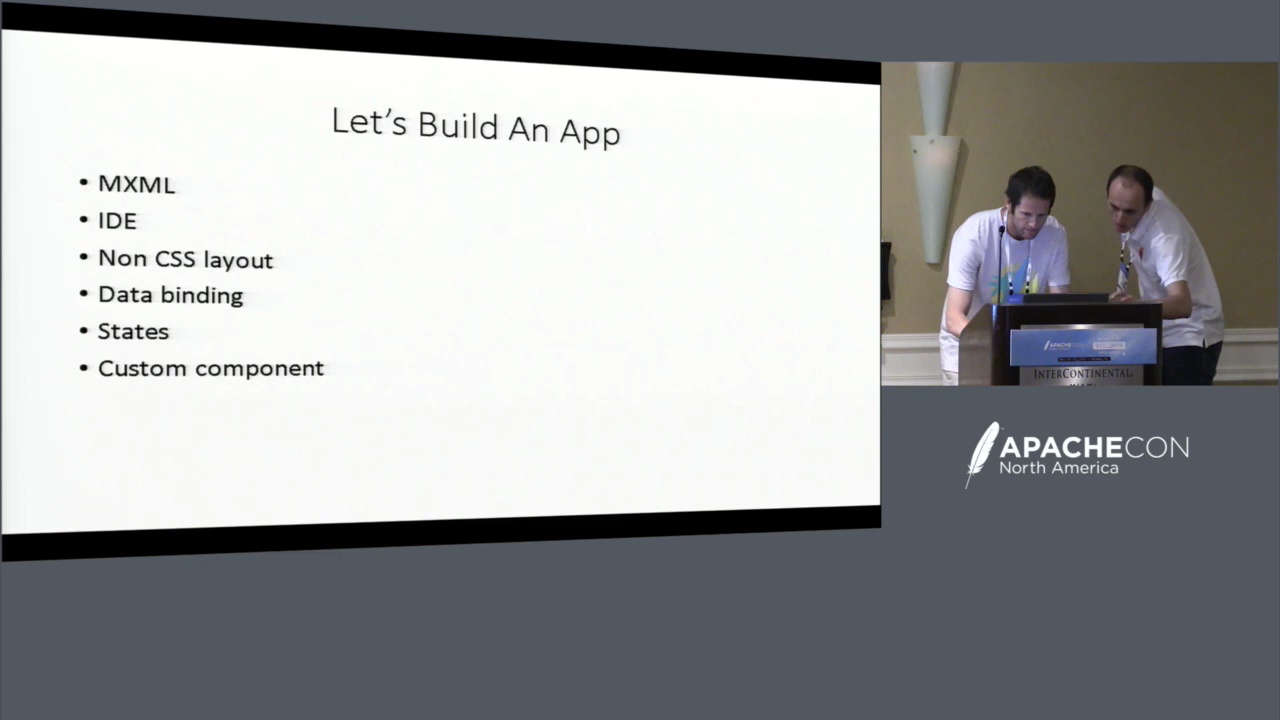 Let's Build An App
• MXML
• IDE
• Non CSS layout
• Data binding
• States
• Custom component
INTERCONTINENTAL
APACHECON
North America